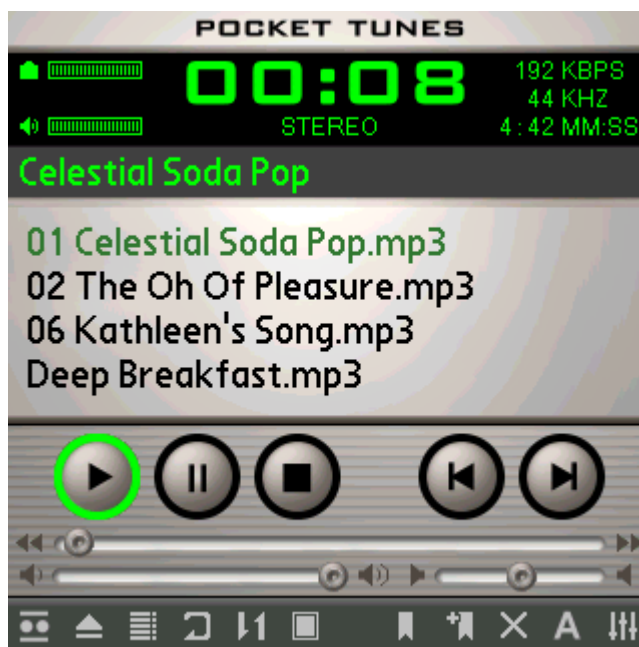 POCKET TUNES
00:08
192 KBPS
44 KHZ
STEREO
4:42 MM:SS
Celestial Soda Pop
01 Celestial Soda Pop.mp3
02 The Oh Of Pleasure.mp3
06 Kathleen's Song.mp3
Deep Breakfast.mp3
1
A